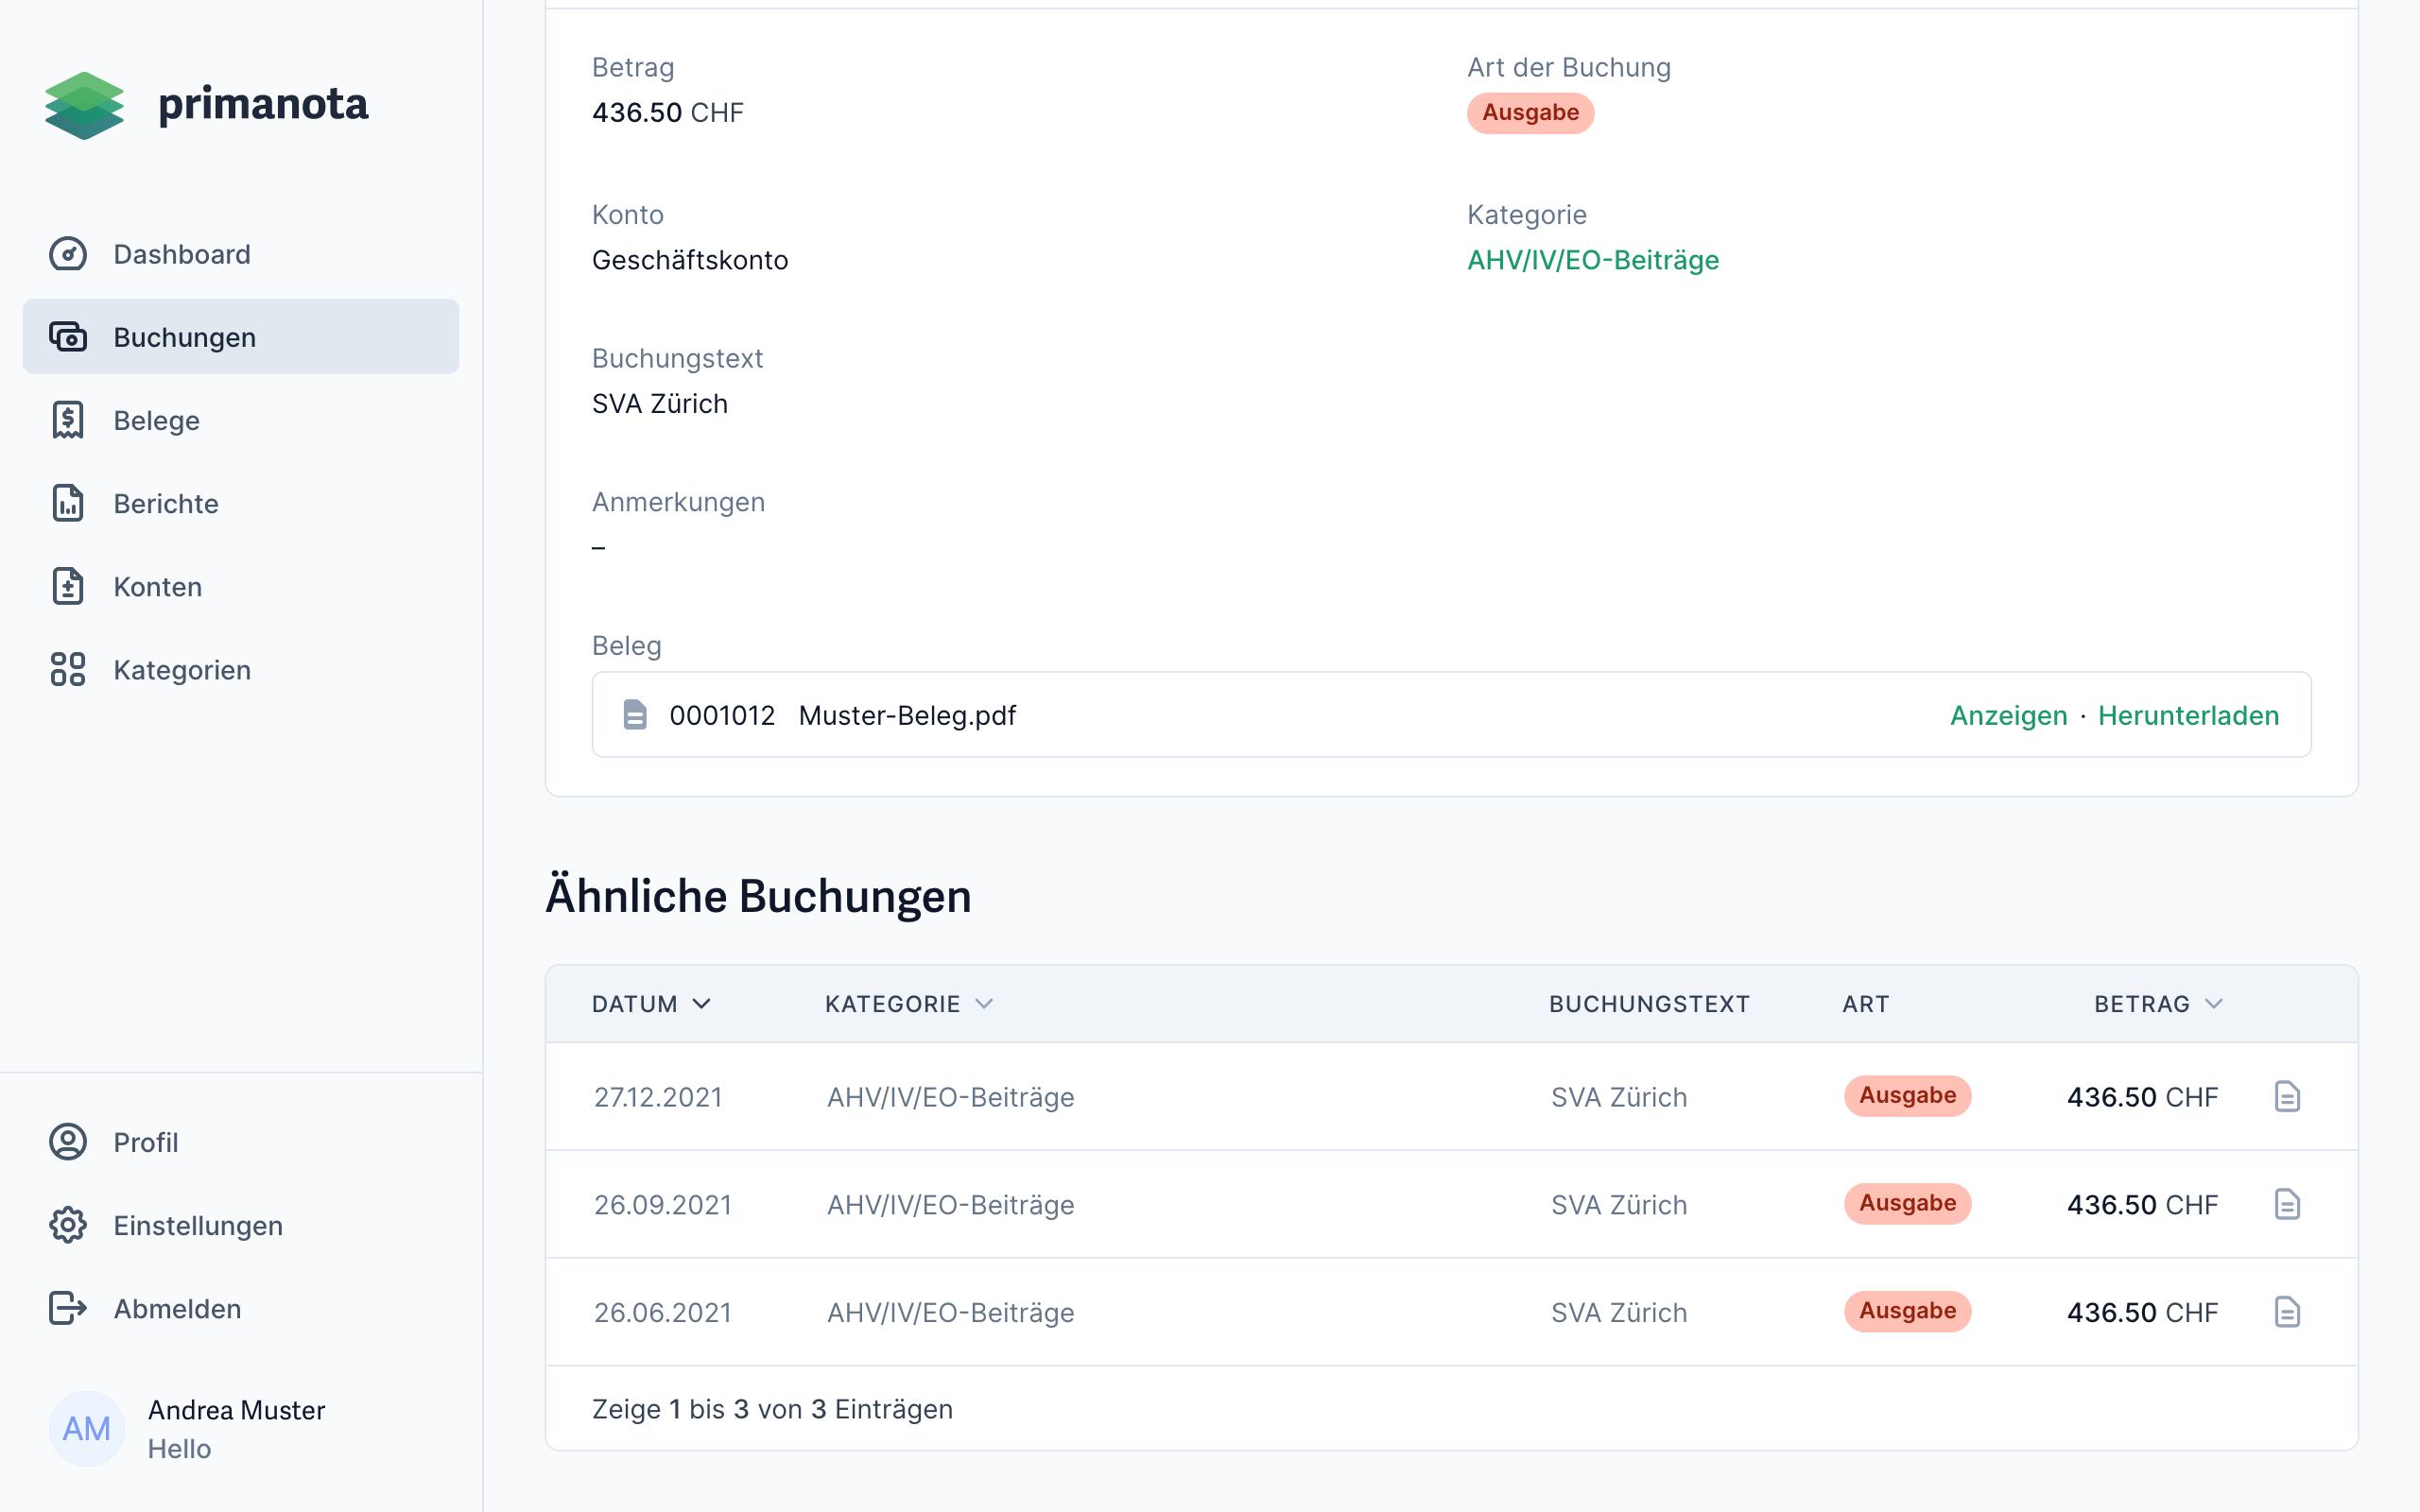 primanota
Dashboard
Buchungen
Belege
Berichte
Konten
Kategorien
Profil
Einstellungen
Abmelden
AM
Andrea Muster
Hello
Betrag
436.50 CHF
Art der Buchung
Ausgabe
Konto
Geschäftskonto
Kategorie
AHV/IV/EO-Beiträge
Buchungstext
SVA Zürich
Anmerkungen
–
Beleg
0001012 Muster-Beleg.pdf Anzeigen · Herunterladen
Ähnliche Buchungen
DATUM KATEGORIE BUCHUNGSTEXT ART BETRAG
27.12.2021 AHV/IV/EO-Beiträge SVA Zürich Ausgabe 436.50 CHF
26.09.2021 AHV/IV/EO-Beiträge SVA Zürich Ausgabe 436.50 CHF
26.06.2021 AHV/IV/EO-Beiträge SVA Zürich Ausgabe 436.50 CHF
Zeige 1 bis 3 von 3 Einträgen